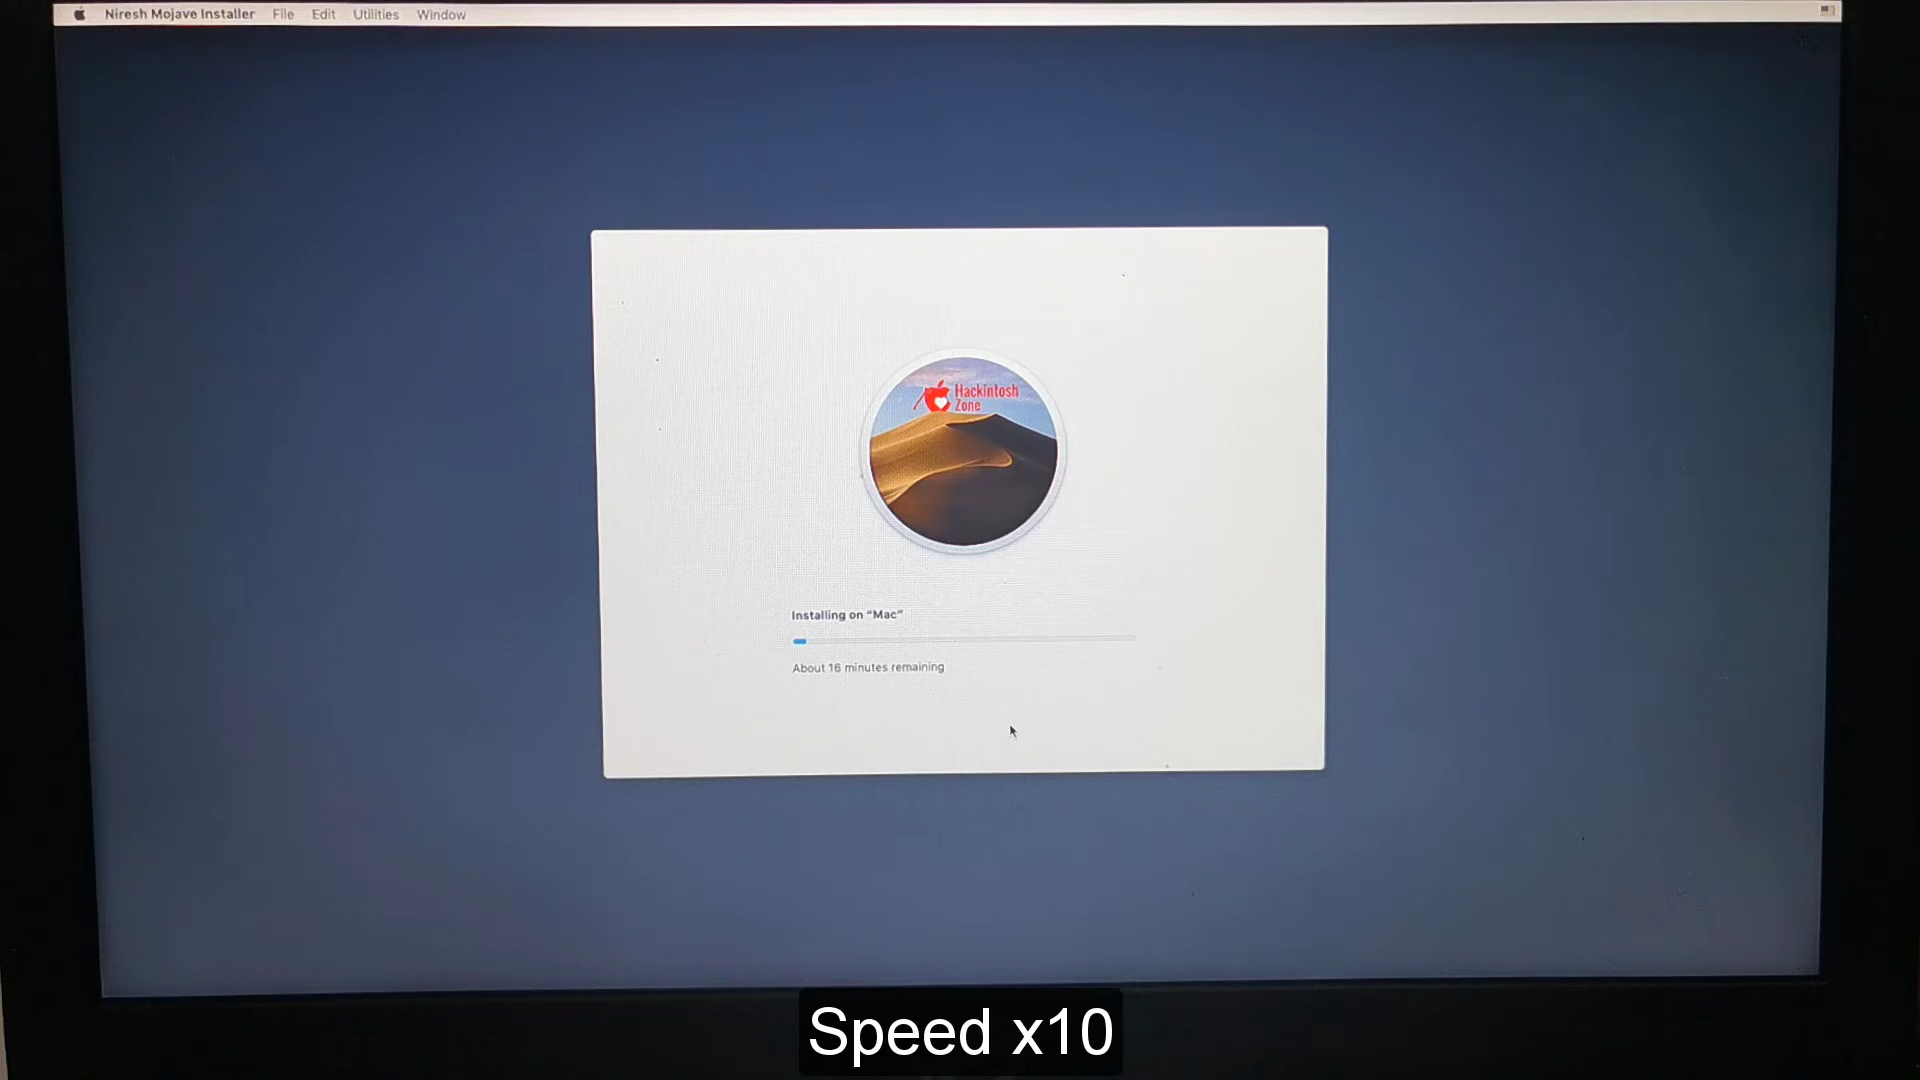 Niresh Mojave Installer File Edit Utilities Window
Hackintosh
Zone
Installing on “Mac”
About 16 minutes remaining
Speed x10